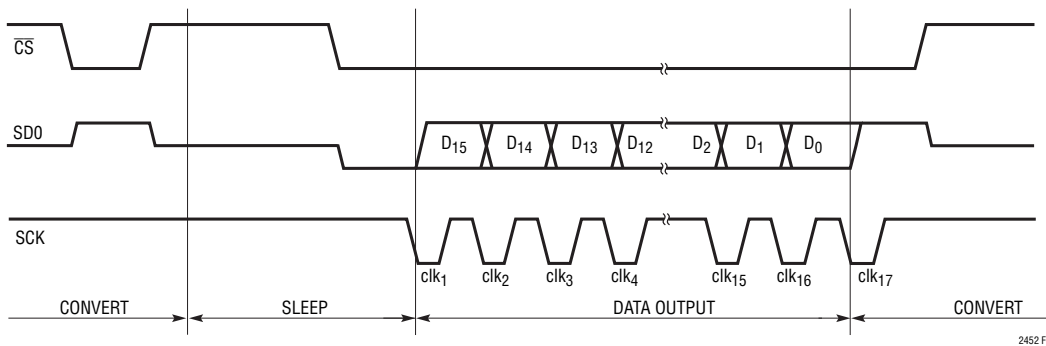 C̅S̅
SD0
D15 D14 D13 D12 D2 D1 D0
SCK
clk1 clk2 clk3 clk4 clk15 clk16 clk17
CONVERT SLEEP DATA OUTPUT CONVERT
2452 F